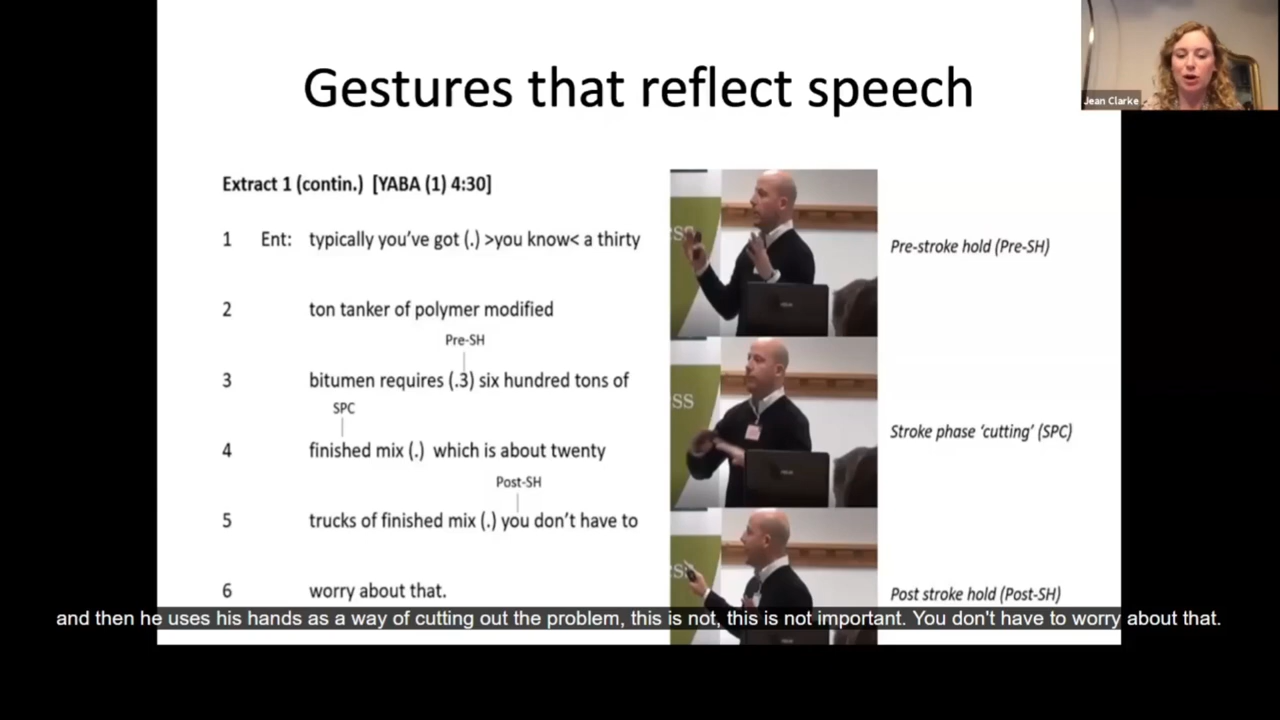 Gestures that reflect speech
Jean Clarke
Extract 1 (contin.) [YABA (1) 4:30]
1 Ent: typically you've got (.) >you know< a thirty
Pre-stroke hold (Pre-SH)
2 ton tanker of polymer modified
Pre-SH
3 bitumen requires (.3) six hundred tons of
SPC
Stroke phase 'cutting' (SPC)
4 finished mix (.) which is about twenty
Post-SH
5 trucks of finished mix (.) you don't have to
6 worry about that.
Post stroke hold (Post-SH)
SS
SS
SS
and then he uses his hands as a way of cutting out the problem, this is not, this is not important. You don't have to worry about that.